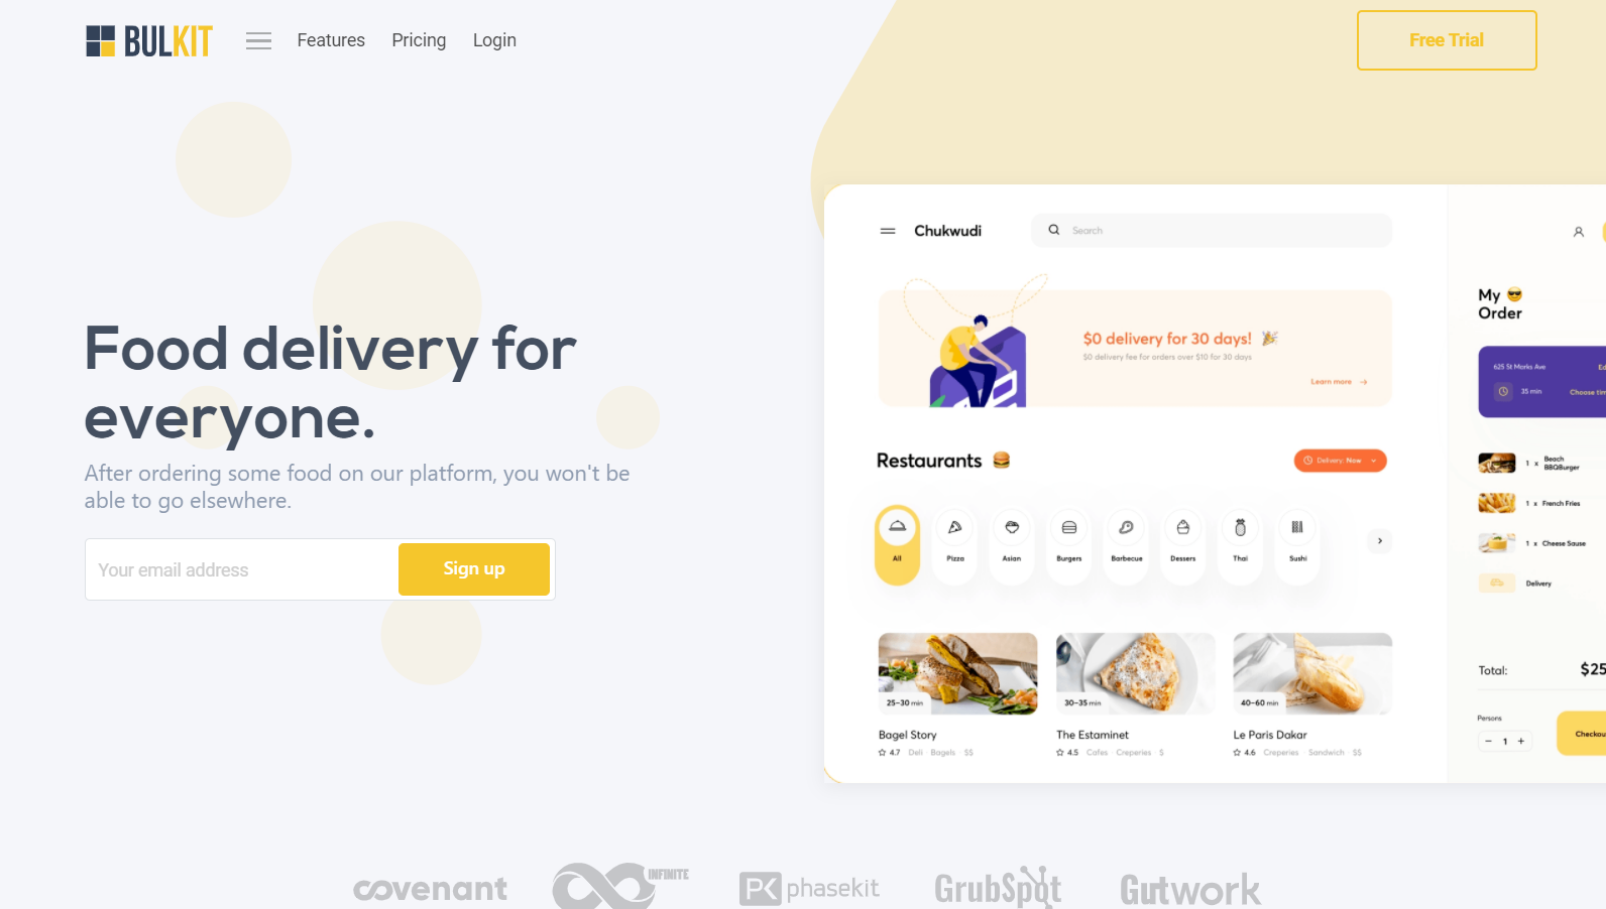 BULKIT
Features Pricing Login
Free Trial
Food delivery for
everyone.
After ordering some food on our platform, you won't be
able to go elsewhere.
Your email address
Sign up
Chukwudi
Search
$0 delivery for 30 days!
$0 delivery fee for orders over $10 for 30 days
Learn more
Restaurants
Delivery: Now
All
Pizza
Asian
Burgers
Barbecue
Dessers
Thai
Sushi
25-30 min
Bagel Story
4.7 Deli · Bagels · $$
30-35 min
The Estaminet
4.5 Cafes · Creperies · $
40-60 min
Le Paris Dakar
4.6 Creperies · Sandwich · $$
My
Order
625 St Marks Ave
35 min
Choose tim
1 x Beach
BBQBurger
1 x French Fries
1 x Cheese Sause
Delivery
Total: $25
Persons
− 1 +
Checkou
covenant
INFINITE
PK phasekit
GrubSpot
Gutwork